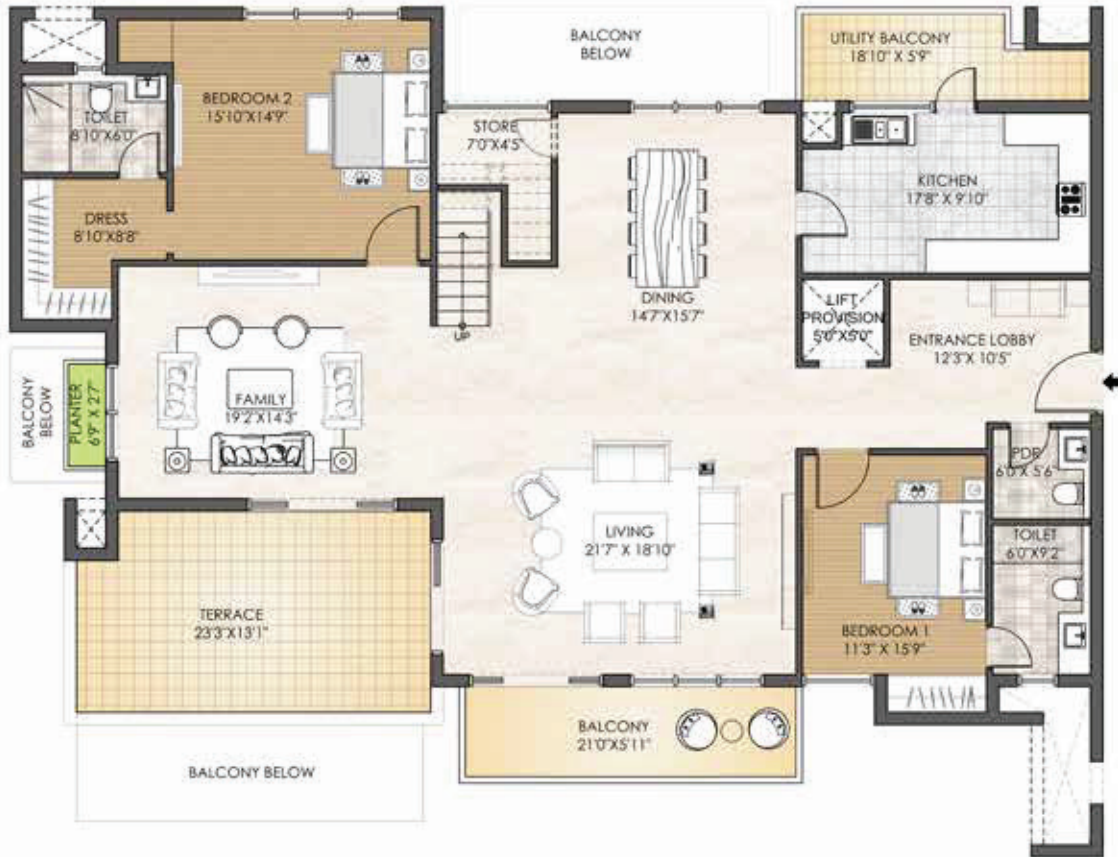 BALCONY
BELOW
UTILITY BALCONY
18'10" X 5'9"
TOILET
8'10"X6'0"
BEDROOM 2
15'10"X14'9"
STORE
7'0"X4'5"
KITCHEN
17'8" X 9'10"
DRESS
8'10"X8'8"
DINING
14'7"X15'7"
LIFT
PROVISION
5'0"X5'0"
ENTRANCE LOBBY
12'3"X 10'5"
UP
BALCONY
BELOW
PLANTER
6'9" X 2'7"
FAMILY
19'2"X14'3"
PDR
6'0"X 5'6"
LIVING
21'7" X 18'10"
TOILET
6'0"X9'2"
TERRACE
23'3"X13'1"
BEDROOM 1
11'3" X 15'9"
BALCONY
21'0"X5'11"
BALCONY BELOW